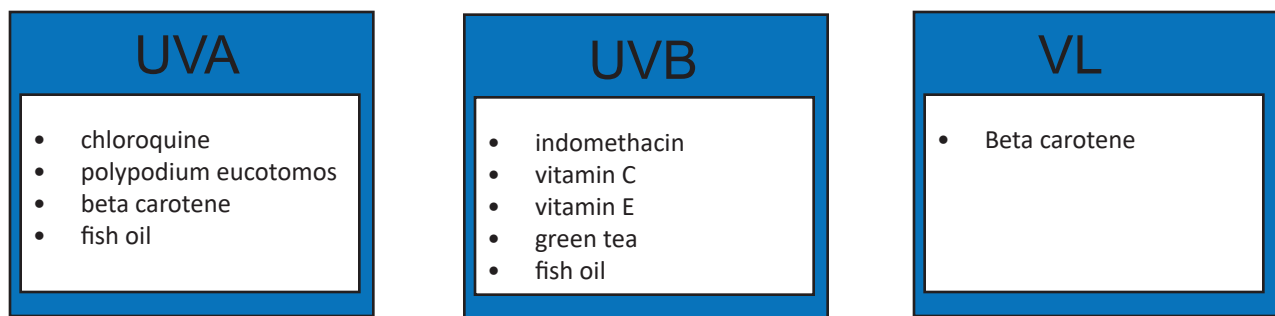 UVA
• chloroquine
• polypodium eucotomos
• beta carotene
• fish oil
UVB
• indomethacin
• vitamin C
• vitamin E
• green tea
• fish oil
VL
• Beta carotene